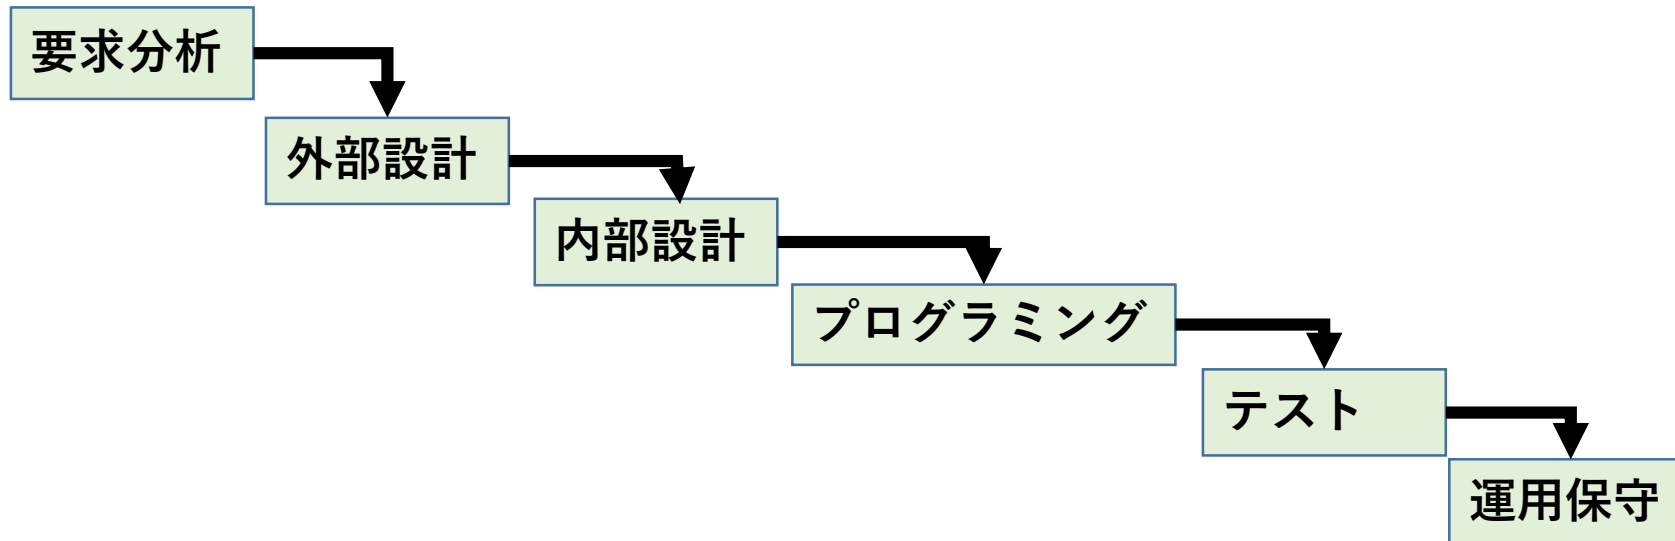 要求分析
外部設計
内部設計
プログラミング
テスト
運用保守